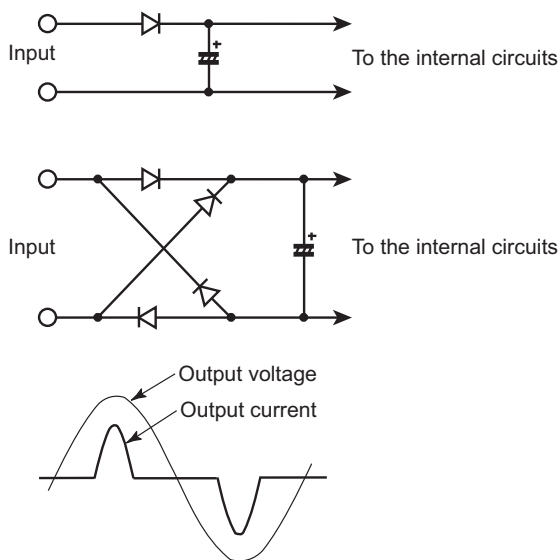 Input
To the internal circuits
+
Input
To the internal circuits
+
Output voltage
Output current